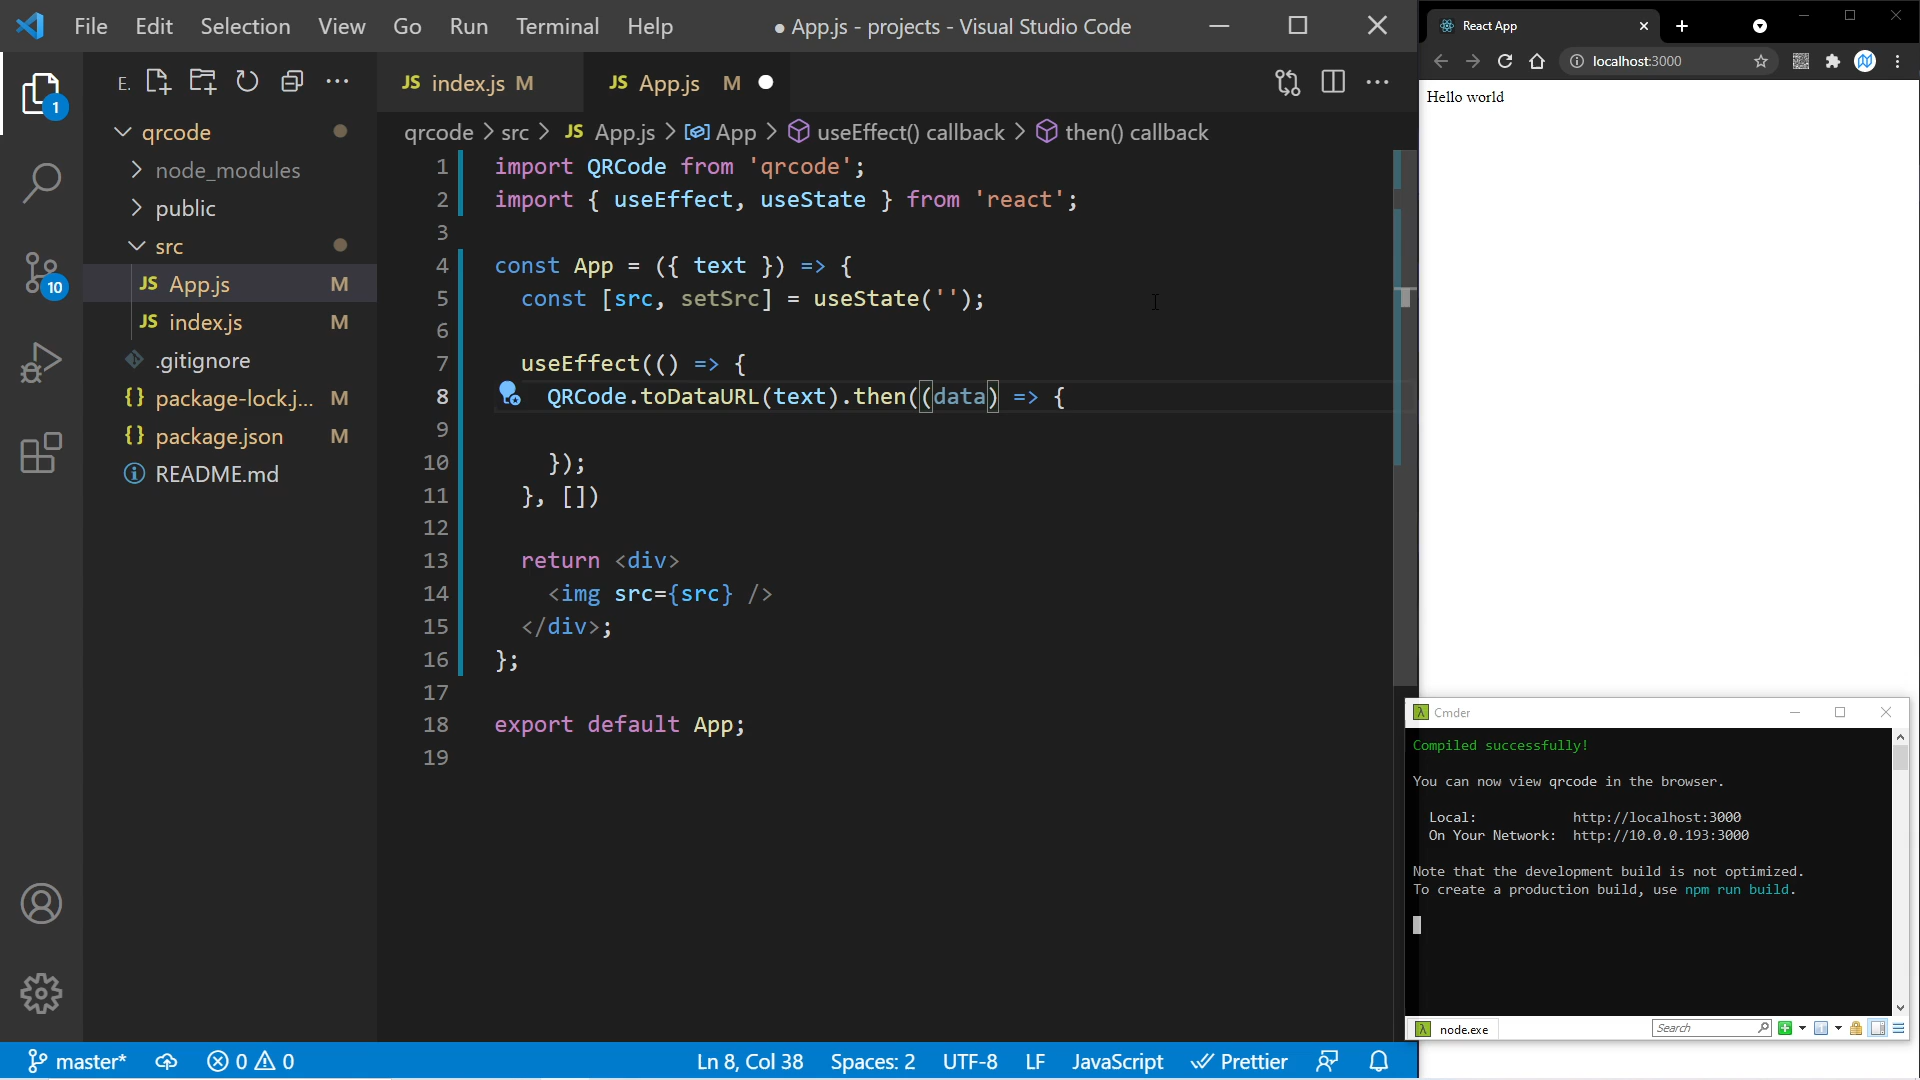 File Edit Selection View Go Run Terminal Help
● App.js - projects - Visual Studio Code
E.
1
qrcode
node_modules
public
src
JS App.js M
JS index.js M
.gitignore
{} package-lock.j... M
{} package.json M
README.md
10
JS index.js M
JS App.js M
qrcode > src > JS App.js > App > useEffect() callback > then() callback
1 import QRCode from 'qrcode';
2 import { useEffect, useState } from 'react';
3
4 const App = ({ text }) => {
5 const [src, setSrc] = useState('');
6
7 useEffect(() => {
8 QRCode.toDataURL(text).then((data) => {
9
10 });
11 }, [])
12
13 return <div>
14 <img src={src} />
15 </div>;
16 };
17
18 export default App;
19
master* 0 0
Ln 8, Col 38 Spaces: 2 UTF-8 LF JavaScript Prettier
React App
localhost:3000
Hello world
λ Cmder
Compiled successfully!
You can now view qrcode in the browser.
Local: http://localhost:3000
On Your Network: http://10.0.0.193:3000
Note that the development build is not optimized.
To create a production build, use npm run build.
λ node.exe
Search